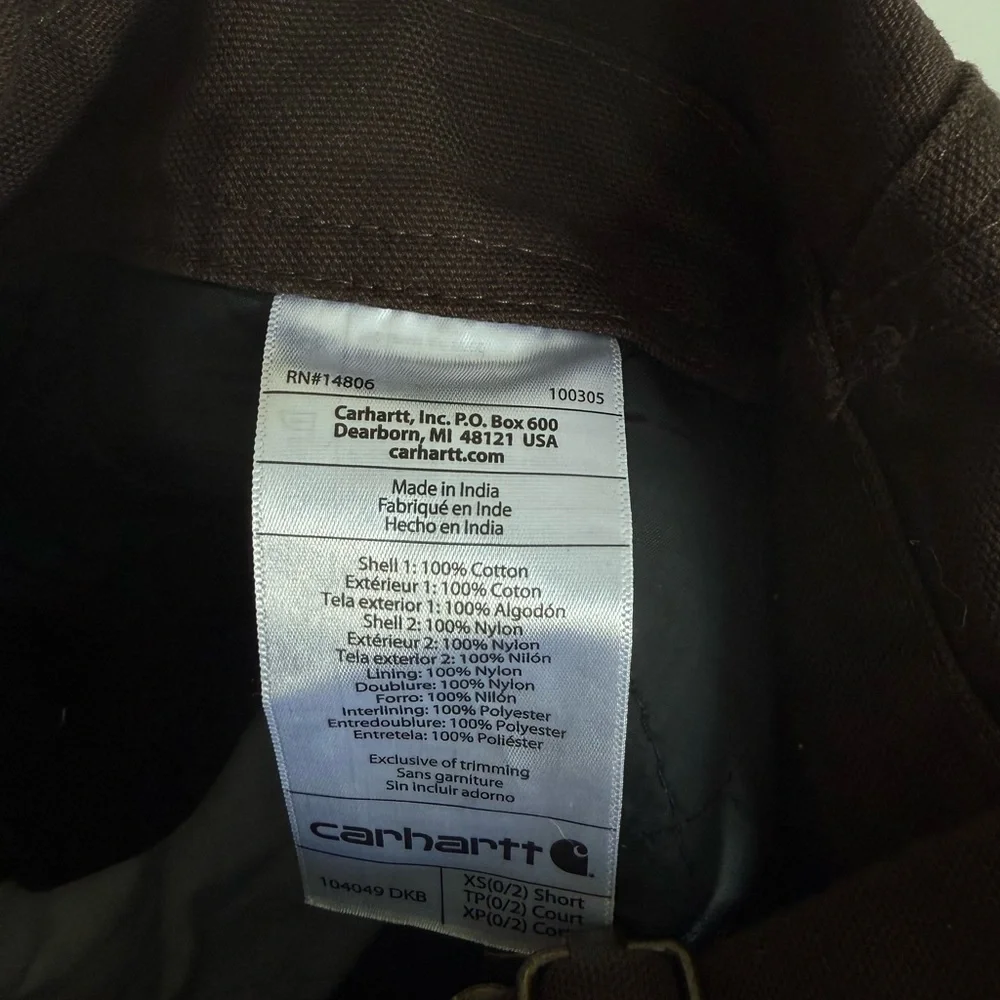 RN#14806
100305
Carhartt, Inc. P.O. Box 600
Dearborn, MI 48121 USA
carhartt.com
Made in India
Fabriqué en Inde
Hecho en India
Shell 1: 100% Cotton
Extérieur 1: 100% Coton
Tela exterior 1: 100% Algodón
Shell 2: 100% Nylon
Extérieur 2: 100% Nylon
Tela exterior 2: 100% Nilón
Lining: 100% Nylon
Doublure: 100% Nylon
Forro: 100% Nilón
Interlining: 100% Polyester
Entredoublure: 100% Polyester
Entretela: 100% Poliéster
Exclusive of trimming
Sans garniture
Sin incluir adorno
carhartt
104049 DKB
XS(0/2) Short
TP(0/2) Court
XP(0/2)